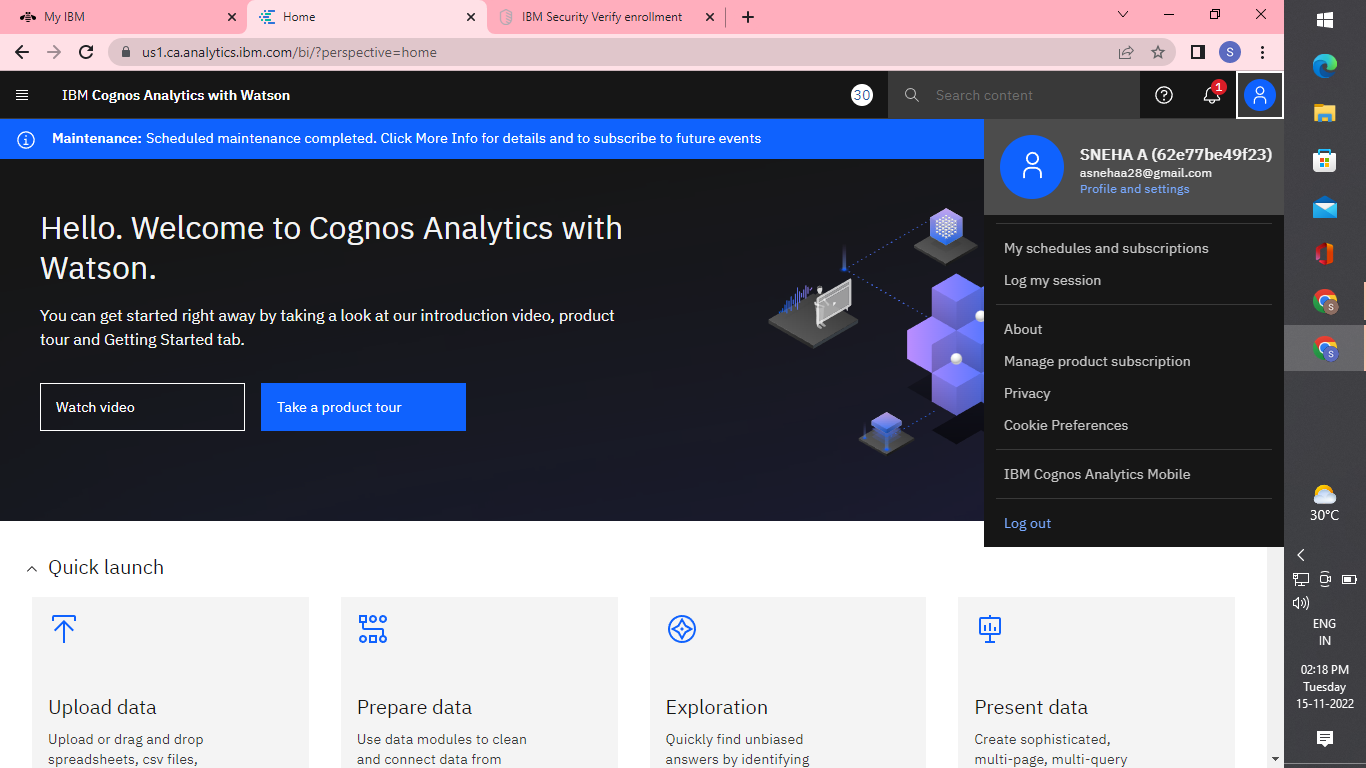 My IBM
Home
IBM Security Verify enrollment
us1.ca.analytics.ibm.com/bi/?perspective=home
S
IBM Cognos Analytics with Watson
30
Search content
1
Maintenance: Scheduled maintenance completed. Click More Info for details and to subscribe to future events
SNEHA A (62e77be49f23)
asnehaa28@gmail.com
Profile and settings
My schedules and subscriptions
Log my session
About
Manage product subscription
Privacy
Cookie Preferences
IBM Cognos Analytics Mobile
Log out
Hello. Welcome to Cognos Analytics with
Watson.
You can get started right away by taking a look at our introduction video, product
tour and Getting Started tab.
Watch video
Take a product tour
Quick launch
Upload data
Upload or drag and drop
spreadsheets, csv files,
Prepare data
Use data modules to clean
and connect data from
Exploration
Quickly find unbiased
answers by identifying
Present data
Create sophisticated,
multi-page, multi-query
S
S
30°C
ENG
IN
02:18 PM
Tuesday
15-11-2022